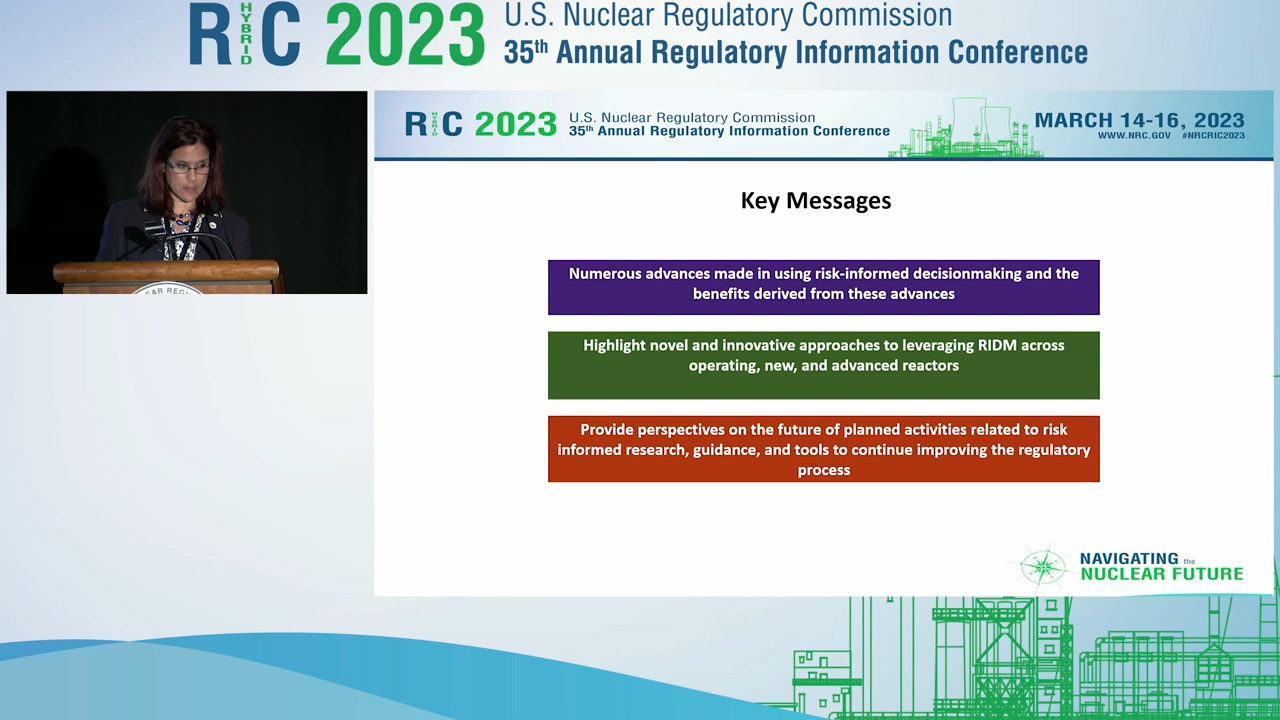 RIC 2023
HYBRID
U.S. Nuclear Regulatory Commission
35th Annual Regulatory Information Conference
RIC 2023
HYBRID
U.S. Nuclear Regulatory Commission
35th Annual Regulatory Information Conference
MARCH 14-16, 2023
WWW.NRC.GOV #NRCRIC2023
Key Messages
Numerous advances made in using risk-informed decisionmaking and the
benefits derived from these advances
Highlight novel and innovative approaches to leveraging RIDM across
operating, new, and advanced reactors
Provide perspectives on the future of planned activities related to risk
informed research, guidance, and tools to continue improving the regulatory
process
NAVIGATING the
NUCLEAR FUTURE